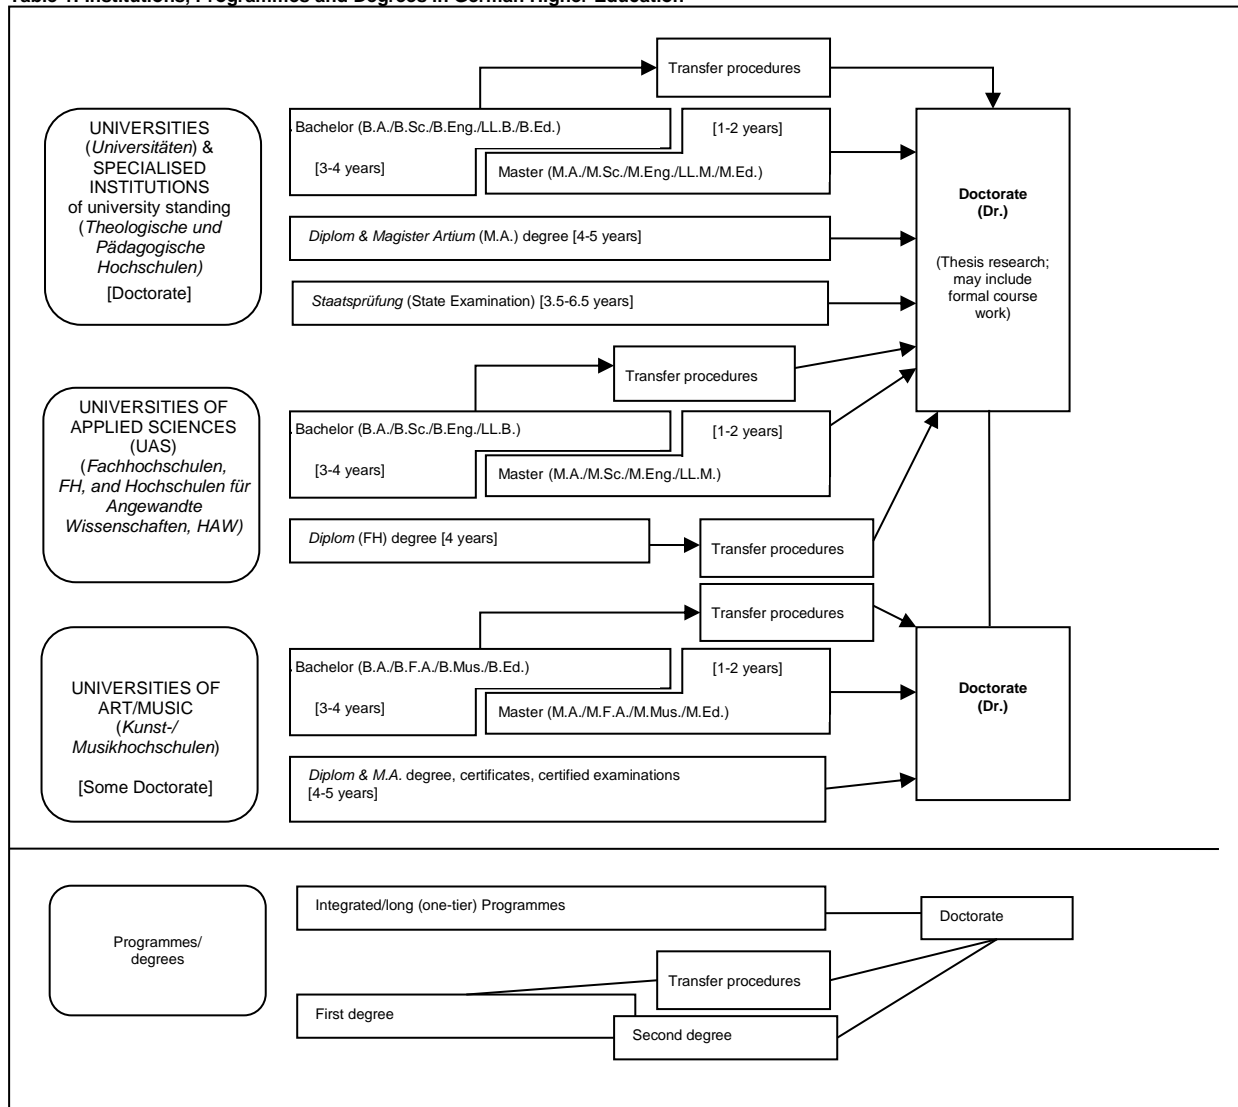 Table 1: Institutions, Programmes and Degrees in German Higher Education
Transfer procedures
UNIVERSITIES
(Universitäten) &
SPECIALISED
INSTITUTIONS
of university standing
(Theologische und
Pädagogische
Hochschulen)
[Doctorate]
Bachelor (B.A./B.Sc./B.Eng./LL.B./B.Ed.)
[3-4 years]
[1-2 years]
Master (M.A./M.Sc./M.Eng./LL.M./M.Ed.)
Diplom & Magister Artium (M.A.) degree [4-5 years]
Staatsprüfung (State Examination) [3.5-6.5 years]
Doctorate
(Dr.)
(Thesis research;
may include
formal course
work)
Transfer procedures
UNIVERSITIES OF
APPLIED SCIENCES
(UAS)
(Fachhochschulen,
FH, and Hochschulen für
Angewandte
Wissenschaften, HAW)
Bachelor (B.A./B.Sc./B.Eng./LL.B.)
[3-4 years]
[1-2 years]
Master (M.A./M.Sc./M.Eng./LL.M.)
Diplom (FH) degree [4 years]
Transfer procedures
Transfer procedures
UNIVERSITIES OF
ART/MUSIC
(Kunst-/
Musikhochschulen)
[Some Doctorate]
Bachelor (B.A./B.F.A./B.Mus./B.Ed.)
[3-4 years]
[1-2 years]
Master (M.A./M.F.A./M.Mus./M.Ed.)
Diplom & M.A. degree, certificates, certified examinations
[4-5 years]
Doctorate
(Dr.)
Programmes/
degrees
Integrated/long (one-tier) Programmes
Doctorate
Transfer procedures
First degree
Second degree